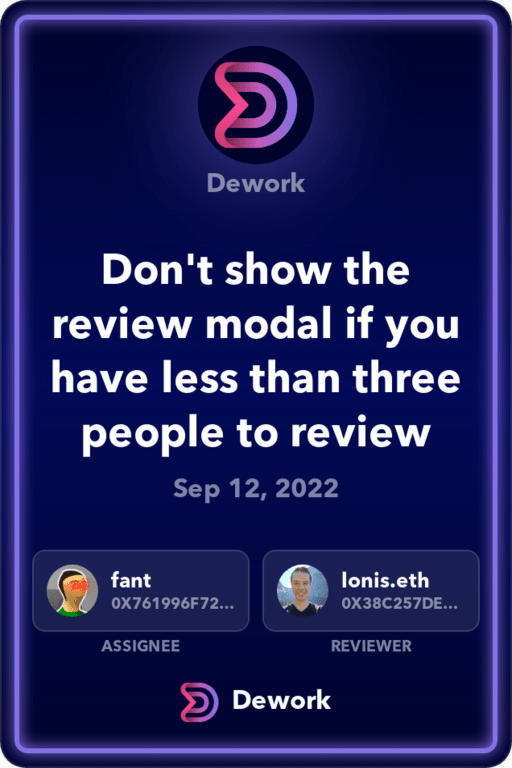 Dework
Don't show the
review modal if you
have less than three
people to review
Sep 12, 2022
fant
0X761996F72...
lonis.eth
0X38C257DE...
ASSIGNEE
REVIEWER
Dework